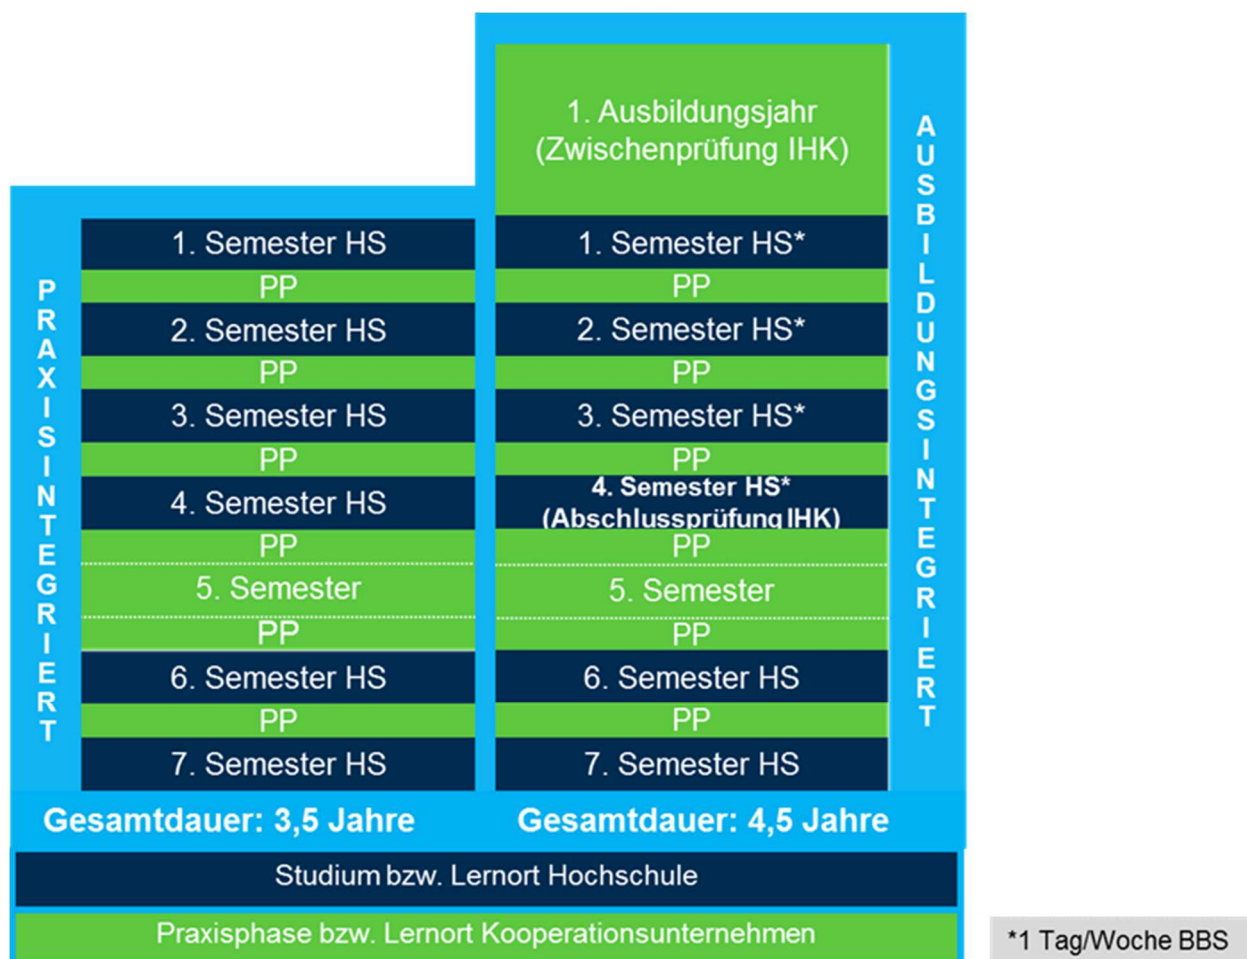 PRAXISINTEGRIERT
1. Semester HS
PP
2. Semester HS
PP
3. Semester HS
PP
4. Semester HS
PP
5. Semester
PP
6. Semester HS
PP
7. Semester HS
Gesamtdauer: 3,5 Jahre
1. Ausbildungsjahr
(Zwischenprüfung IHK)
1. Semester HS*
PP
2. Semester HS*
PP
3. Semester HS*
PP
4. Semester HS*
(Abschlussprüfung IHK)
PP
5. Semester
PP
6. Semester HS
PP
7. Semester HS
Gesamtdauer: 4,5 Jahre
AUSBILDUNGSINTEGRIERT
Studium bzw. Lernort Hochschule
Praxisphase bzw. Lernort Kooperationsunternehmen
*1 Tag/Woche BBS